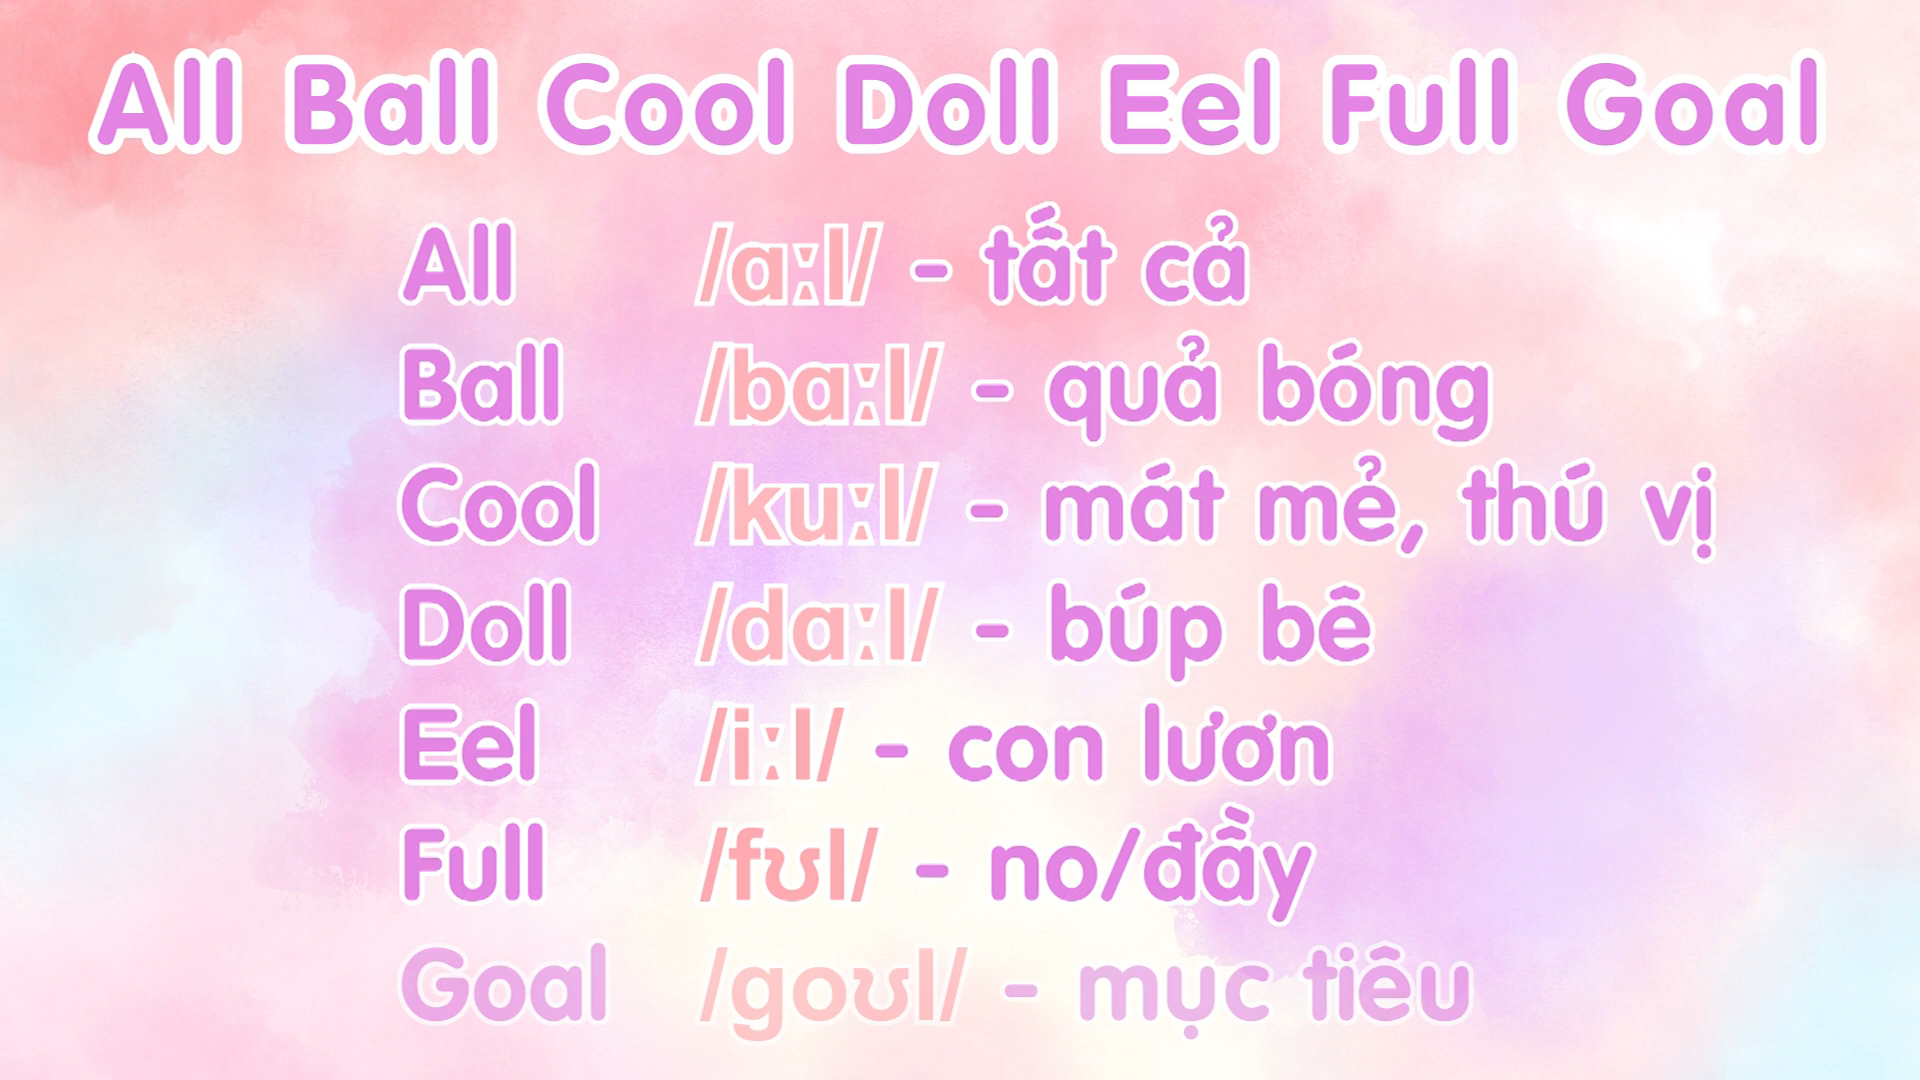 All Ball Cool Doll Eel Full Goal
All /ɑːl/ - tất cả
Ball /bɑːl/ - quả bóng
Cool /kuːl/ - mát mẻ, thú vị
Doll /dɑːl/ - búp bê
Eel /iːl/ - con lươn
Full /fʊl/ - no/đầy
Goal /goʊl/ - mục tiêu